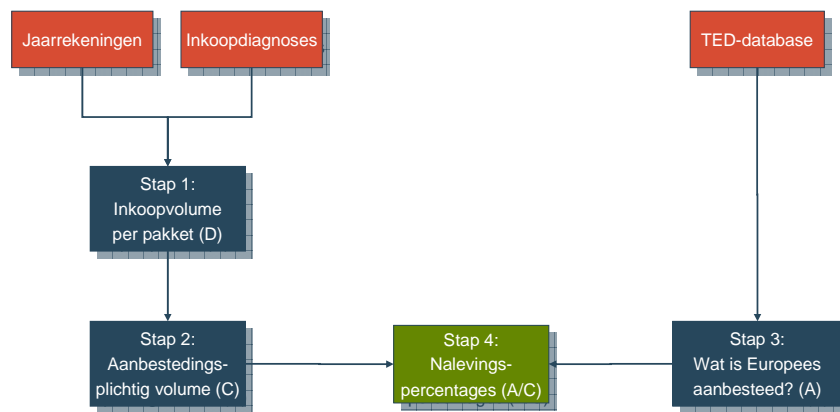 Jaarrekeningen
Inkoopdiagnoses
TED-database
Stap 1:
Inkoopvolume
per pakket (D)
Stap 2:
Aanbestedings-
plichtig volume (C)
Stap 4:
Nalevings-
percentages (A/C)
Stap 3:
Wat is Europees
aanbesteed? (A)